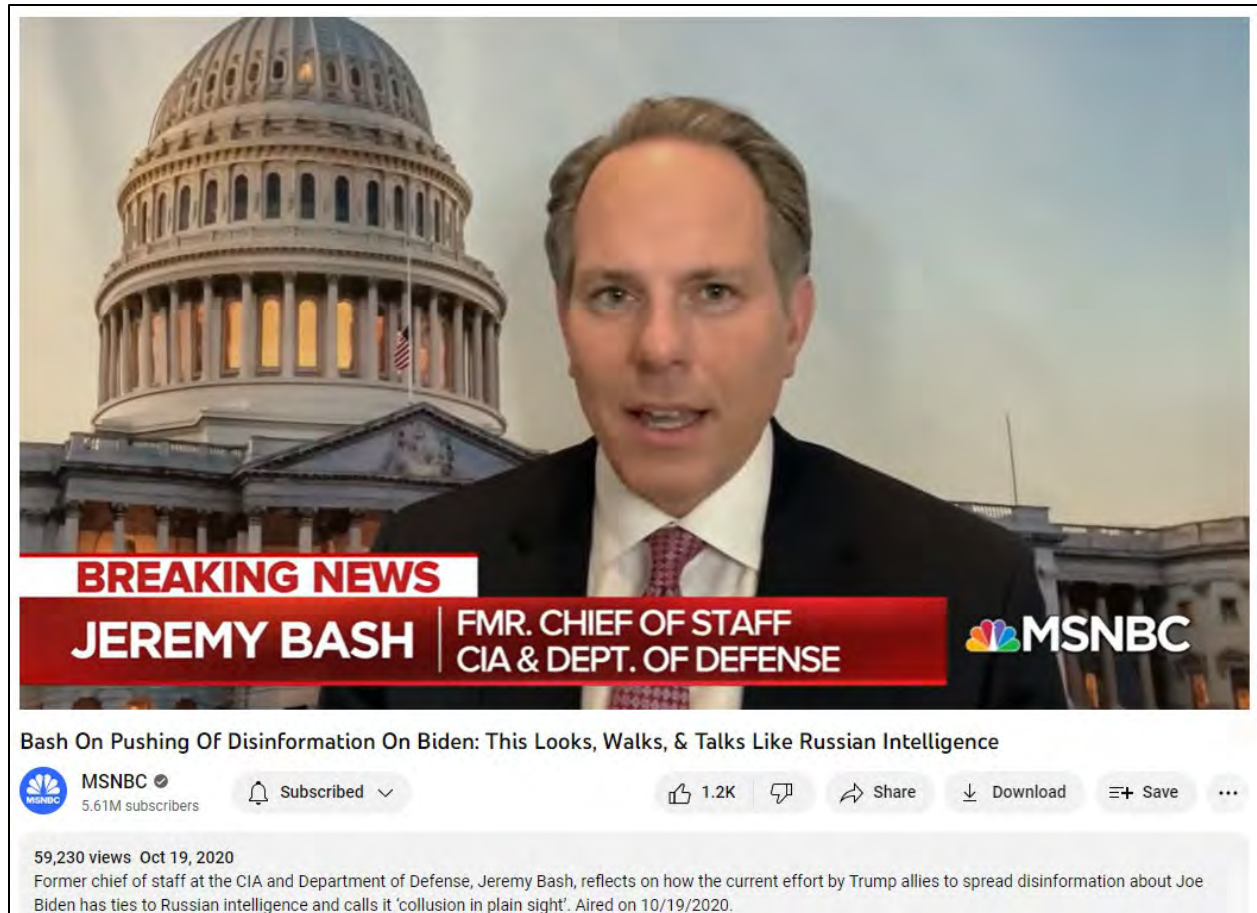 BREAKING NEWS
JEREMY BASH
FMR. CHIEF OF STAFF
CIA & DEPT. OF DEFENSE
MSNBC
Bash On Pushing Of Disinformation On Biden: This Looks, Walks, & Talks Like Russian Intelligence
MSNBC
MSNBC
5.61M subscribers
Subscribed
1.2K
Share
Download
Save
59,230 views Oct 19, 2020
Former chief of staff at the CIA and Department of Defense, Jeremy Bash, reflects on how the current effort by Trump allies to spread disinformation about Joe
Biden has ties to Russian intelligence and calls it ‘collusion in plain sight’. Aired on 10/19/2020.